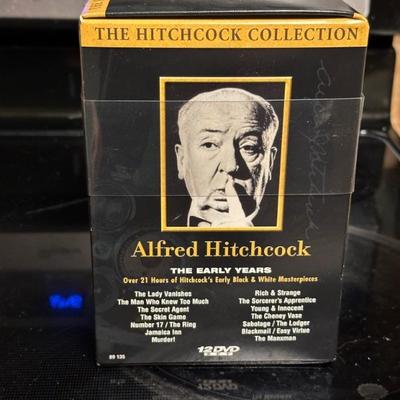 THE HITCHCOCK COLLECTION
Alfred Hitchcock
THE EARLY YEARS
Over 21 Hours of Hitchcock's Early Black & White Masterpieces
The Lady Vanishes
The Man Who Knew Too Much
The Secret Agent
The Skin Game
Number 17 / The Ring
Jamaica Inn
Murder!
Rich & Strange
The Sorcerer's Apprentice
Young & Innocent
The Cheney Vase
Sabotage / The Lodger
Blackmail / Easy Virtue
The Manxman
89 135
12 DVD